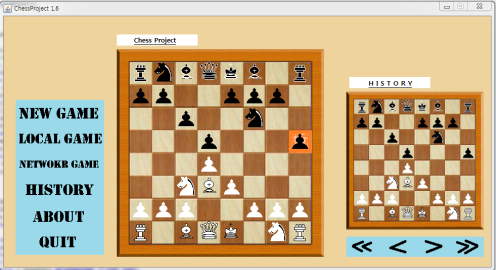 ChessProject 1.6
Chess Project
HISTORY
NEW GAME
LOCAL GAME
NETWOKR GAME
HISTORY
ABOUT
QUIT